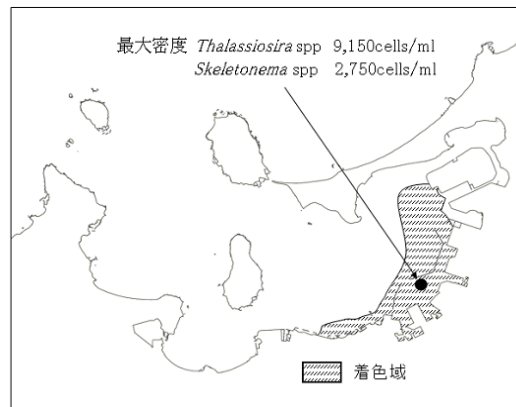 最大密度 Thalassiosira spp 9,150cells/ml
Skeletonema spp 2,750cells/ml
着色域